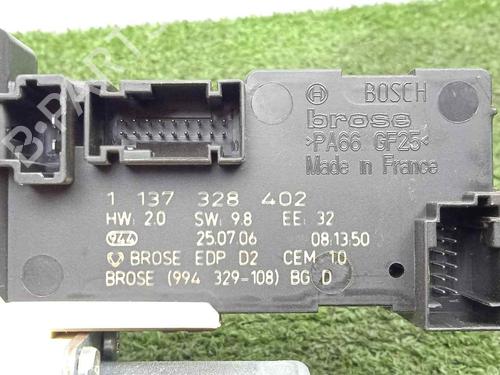 BOSCH
brose
>PA66 GF25<
Made in France
1 137 328 402
HW: 2.0 SW: 9.8 EE: 32
25.07.06 08:13:50
BROSE EDP D2 CEM 10
BROSE (994 329-108) BG D